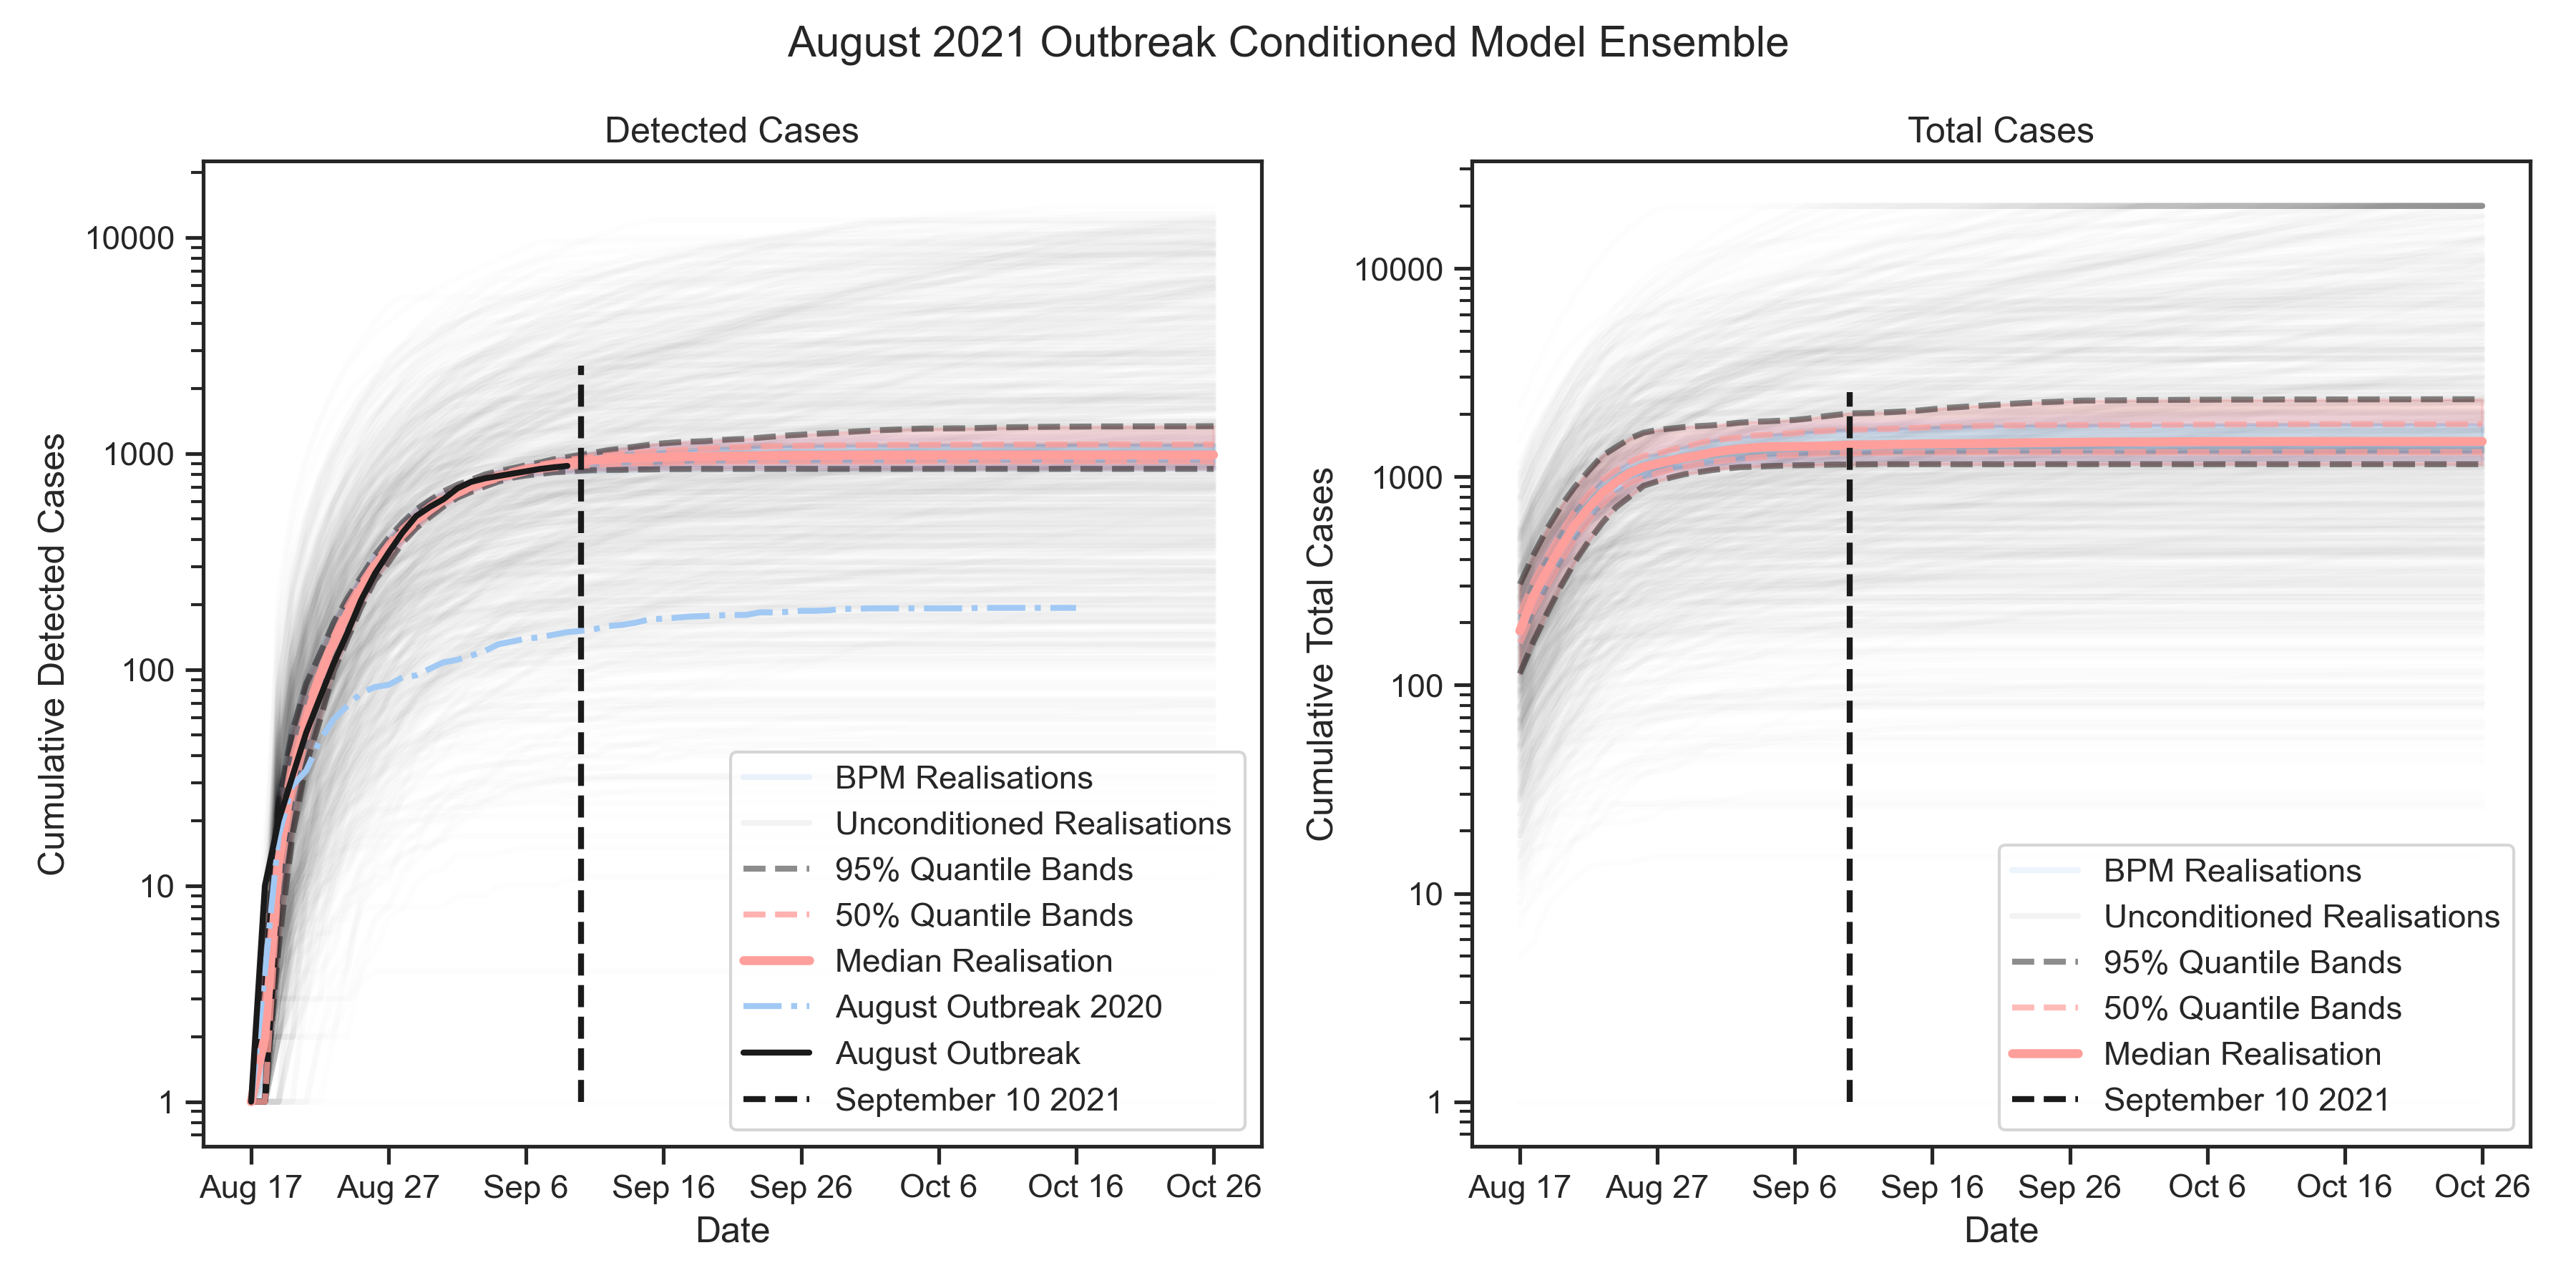 August 2021 Outbreak Conditioned Model Ensemble
Detected Cases
Cumulative Detected Cases
10000
1000
100
10
1
Aug 17 Aug 27 Sep 6 Sep 16 Sep 26 Oct 6 Oct 16 Oct 26
Date
BPM Realisations
Unconditioned Realisations
95% Quantile Bands
50% Quantile Bands
Median Realisation
August Outbreak 2020
August Outbreak
September 10 2021
Total Cases
Cumulative Total Cases
10000
1000
100
10
1
Aug 17 Aug 27 Sep 6 Sep 16 Sep 26 Oct 6 Oct 16 Oct 26
Date
BPM Realisations
Unconditioned Realisations
95% Quantile Bands
50% Quantile Bands
Median Realisation
September 10 2021